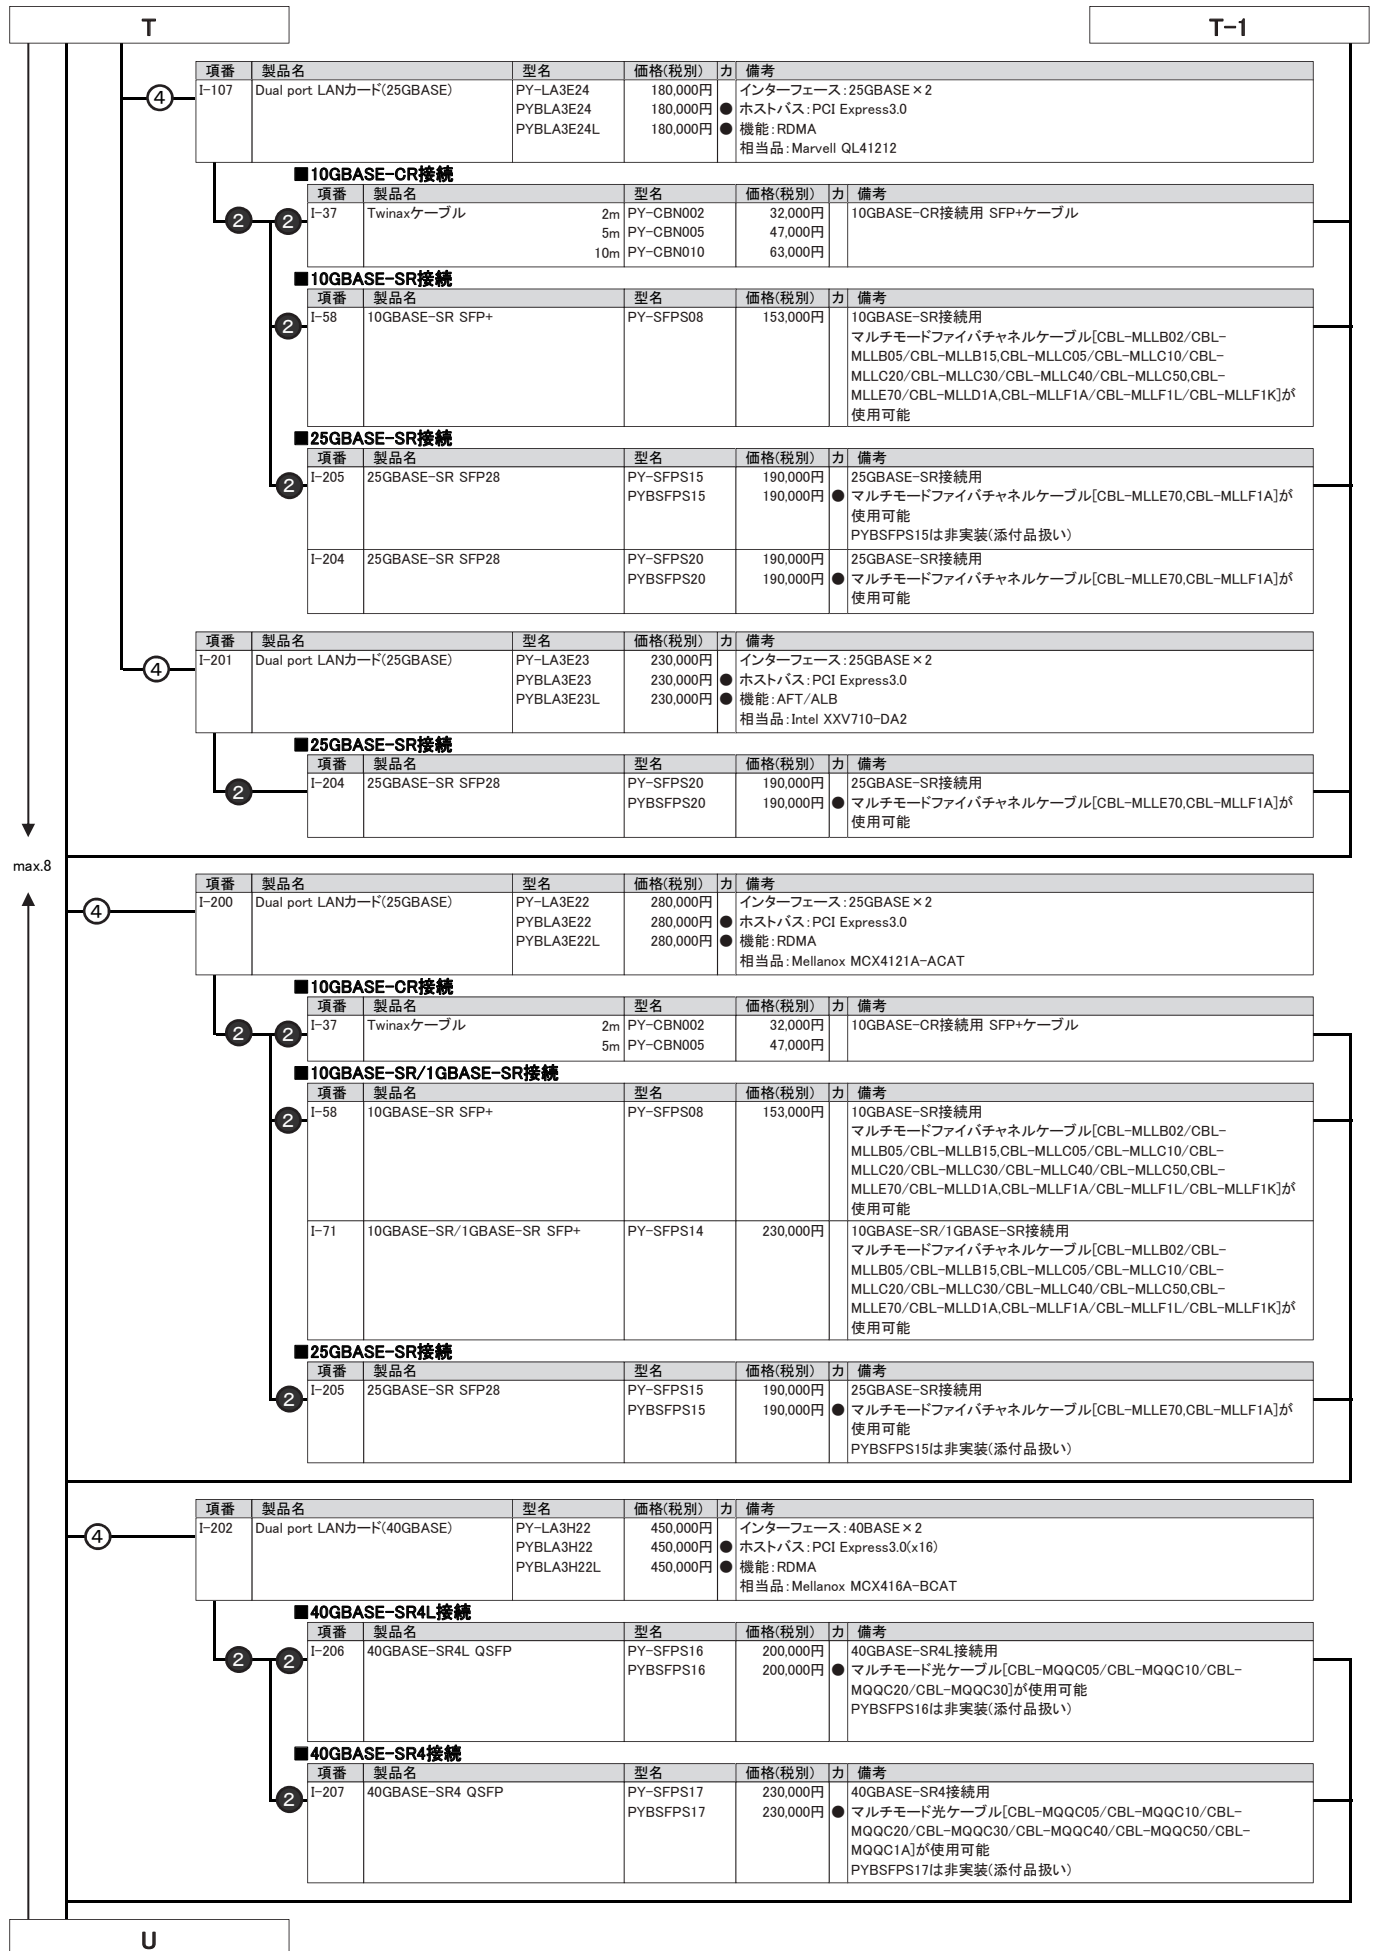 T
T-1
項番 製品名 型名 価格(税別) カ 備考
④ I-107 Dual port LANカード(25GBASE) PY-LA3E24 180,000円 インターフェース:25GBASE×2
PYBLA3E24 180,000円 ● ホストバス:PCI Express3.0
PYBLA3E24L 180,000円 ● 機能:RDMA
相当品:Marvell QL41212
■10GBASE-CR接続
項番 製品名 型名 価格(税別) カ 備考
2 2 I-37 Twinaxケーブル 2m PY-CBN002 32,000円 10GBASE-CR接続用 SFP+ケーブル
5m PY-CBN005 47,000円
10m PY-CBN010 63,000円
■10GBASE-SR接続
項番 製品名 型名 価格(税別) カ 備考
2 I-58 10GBASE-SR SFP+ PY-SFPS08 153,000円 10GBASE-SR接続用
マルチモードファイバチャネルケーブル[CBL-MLLB02/CBL-
MLLB05/CBL-MLLB15,CBL-MLLC05/CBL-MLLC10/CBL-
MLLC20/CBL-MLLC30/CBL-MLLC40/CBL-MLLC50,CBL-
MLLE70/CBL-MLLD1A,CBL-MLLF1A/CBL-MLLF1L/CBL-MLLF1K]が
使用可能
■25GBASE-SR接続
項番 製品名 型名 価格(税別) カ 備考
2 I-205 25GBASE-SR SFP28 PY-SFPS15 190,000円 25GBASE-SR接続用
PYBSFPS15 190,000円 ● マルチモードファイバチャネルケーブル[CBL-MLLE70,CBL-MLLF1A]が
使用可能
PYBSFPS15は非実装(添付品扱い)
I-204 25GBASE-SR SFP28 PY-SFPS20 190,000円 25GBASE-SR接続用
PYBSFPS20 190,000円 ● マルチモードファイバチャネルケーブル[CBL-MLLE70,CBL-MLLF1A]が
使用可能
項番 製品名 型名 価格(税別) カ 備考
④ I-201 Dual port LANカード(25GBASE) PY-LA3E23 230,000円 インターフェース:25GBASE×2
PYBLA3E23 230,000円 ● ホストバス:PCI Express3.0
PYBLA3E23L 230,000円 ● 機能:AFT/ALB
相当品:Intel XXV710-DA2
■25GBASE-SR接続
項番 製品名 型名 価格(税別) カ 備考
2 I-204 25GBASE-SR SFP28 PY-SFPS20 190,000円 25GBASE-SR接続用
PYBSFPS20 190,000円 ● マルチモードファイバチャネルケーブル[CBL-MLLE70,CBL-MLLF1A]が
使用可能
max.8
項番 製品名 型名 価格(税別) カ 備考
④ I-200 Dual port LANカード(25GBASE) PY-LA3E22 280,000円 インターフェース:25GBASE×2
PYBLA3E22 280,000円 ● ホストバス:PCI Express3.0
PYBLA3E22L 280,000円 ● 機能:RDMA
相当品:Mellanox MCX4121A-ACAT
■10GBASE-CR接続
項番 製品名 型名 価格(税別) カ 備考
2 2 I-37 Twinaxケーブル 2m PY-CBN002 32,000円 10GBASE-CR接続用 SFP+ケーブル
5m PY-CBN005 47,000円
■10GBASE-SR/1GBASE-SR接続
項番 製品名 型名 価格(税別) カ 備考
2 I-58 10GBASE-SR SFP+ PY-SFPS08 153,000円 10GBASE-SR接続用
マルチモードファイバチャネルケーブル[CBL-MLLB02/CBL-
MLLB05/CBL-MLLB15,CBL-MLLC05/CBL-MLLC10/CBL-
MLLC20/CBL-MLLC30/CBL-MLLC40/CBL-MLLC50,CBL-
MLLE70/CBL-MLLD1A,CBL-MLLF1A/CBL-MLLF1L/CBL-MLLF1K]が
使用可能
I-71 10GBASE-SR/1GBASE-SR SFP+ PY-SFPS14 230,000円 10GBASE-SR/1GBASE-SR接続用
マルチモードファイバチャネルケーブル[CBL-MLLB02/CBL-
MLLB05/CBL-MLLB15,CBL-MLLC05/CBL-MLLC10/CBL-
MLLC20/CBL-MLLC30/CBL-MLLC40/CBL-MLLC50,CBL-
MLLE70/CBL-MLLD1A,CBL-MLLF1A/CBL-MLLF1L/CBL-MLLF1K]が
使用可能
■25GBASE-SR接続
項番 製品名 型名 価格(税別) カ 備考
2 I-205 25GBASE-SR SFP28 PY-SFPS15 190,000円 25GBASE-SR接続用
PYBSFPS15 190,000円 ● マルチモードファイバチャネルケーブル[CBL-MLLE70,CBL-MLLF1A]が
使用可能
PYBSFPS15は非実装(添付品扱い)
項番 製品名 型名 価格(税別) カ 備考
④ I-202 Dual port LANカード(40GBASE) PY-LA3H22 450,000円 インターフェース:40BASE×2
PYBLA3H22 450,000円 ● ホストバス:PCI Express3.0(x16)
PYBLA3H22L 450,000円 ● 機能:RDMA
相当品:Mellanox MCX416A-BCAT
■40GBASE-SR4L接続
項番 製品名 型名 価格(税別) カ 備考
2 2 I-206 40GBASE-SR4L QSFP PY-SFPS16 200,000円 40GBASE-SR4L接続用
PYBSFPS16 200,000円 ● マルチモード光ケーブル[CBL-MQQC05/CBL-MQQC10/CBL-
MQQC20/CBL-MQQC30]が使用可能
PYBSFPS16は非実装(添付品扱い)
■40GBASE-SR4接続
項番 製品名 型名 価格(税別) カ 備考
2 I-207 40GBASE-SR4 QSFP PY-SFPS17 230,000円 40GBASE-SR4接続用
PYBSFPS17 230,000円 ● マルチモード光ケーブル[CBL-MQQC05/CBL-MQQC10/CBL-
MQQC20/CBL-MQQC30/CBL-MQQC40/CBL-MQQC50/CBL-
MQQC1A]が使用可能
PYBSFPS17は非実装(添付品扱い)
U